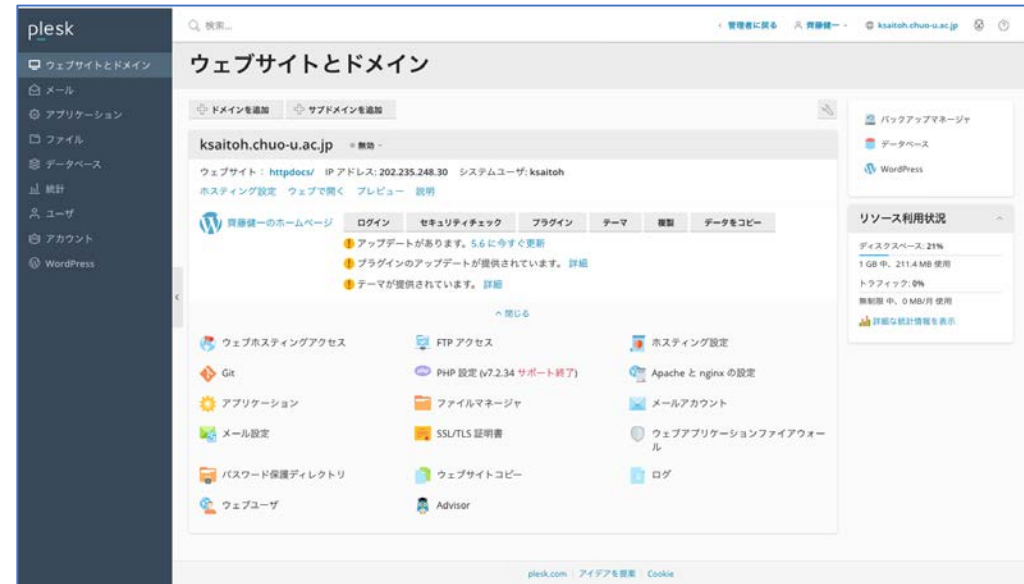 plesk
検索...
管理者に戻る
齊藤健一
ksaitoh.chuo-u.ac.jp
ウェブサイトとドメイン
メール
アプリケーション
ファイル
データベース
統計
ユーザ
アカウント
WordPress
ウェブサイトとドメイン
ドメインを追加 サブドメインを追加
ksaitoh.chuo-u.ac.jp 無効
ウェブサイト： httpdocs/ IP アドレス: 202.235.248.30 システムユーザ: ksaitoh
ホスティング設定 ウェブで開く プレビュー 説明
齊藤健一のホームページ ログイン セキュリティチェック プラグイン テーマ 複製 データをコピー
アップデートがあります。5.6 に今すぐ更新
プラグインのアップデートが提供されています。 詳細
テーマが提供されています。 詳細
閉じる
ウェブホスティングアクセス FTP アクセス ホスティング設定
Git PHP 設定 (v7.2.34 サポート終了) Apache と nginx の設定
アプリケーション ファイルマネージャ メールアカウント
メール設定 SSL/TLS 証明書 ウェブアプリケーションファイアウォー
ル
パスワード保護ディレクトリ ウェブサイトコピー ログ
ウェブユーザ Advisor
バックアップマネージャ
データベース
WordPress
リソース利用状況
ディスクスペース: 21%
1 GB 中、211.4 MB 使用
トラフィック: 0%
無制限 中、0 MB/月 使用
詳細な統計情報を表示
plesk.com アイデアを提案 Cookie